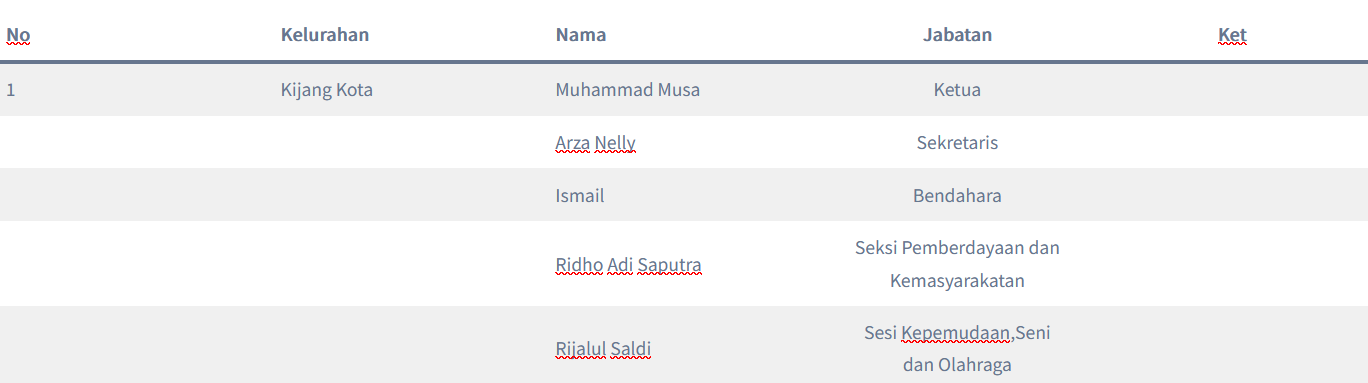 No Kelurahan Nama Jabatan Ket
1 Kijang Kota Muhammad Musa Ketua
Arza Nelly Sekretaris
Ismail Bendahara
Ridho Adi Saputra Seksi Pemberdayaan dan
Kemasyarakatan
Rijalul Saldi Sesi Kepemudaan,Seni
dan Olahraga